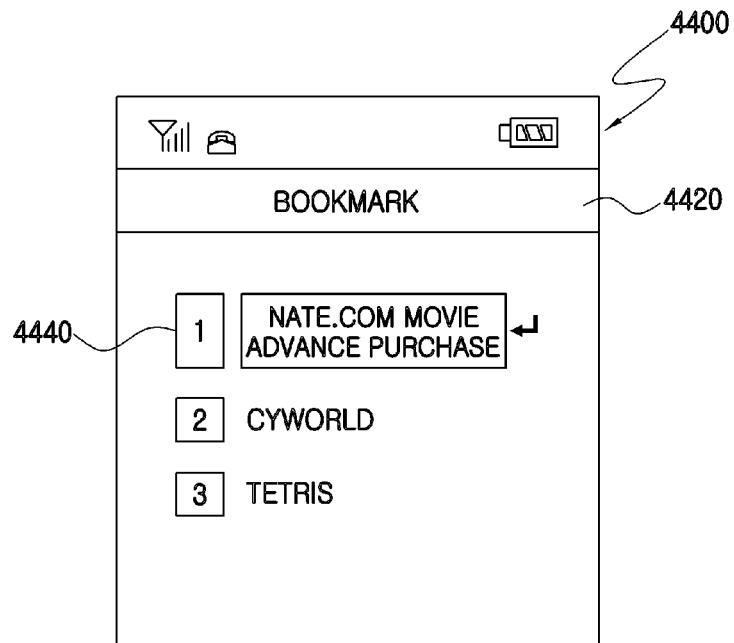 4400
BOOKMARK
4420
4440
1
NATE.COM MOVIE
ADVANCE PURCHASE
2 CYWORLD
3 TETRIS